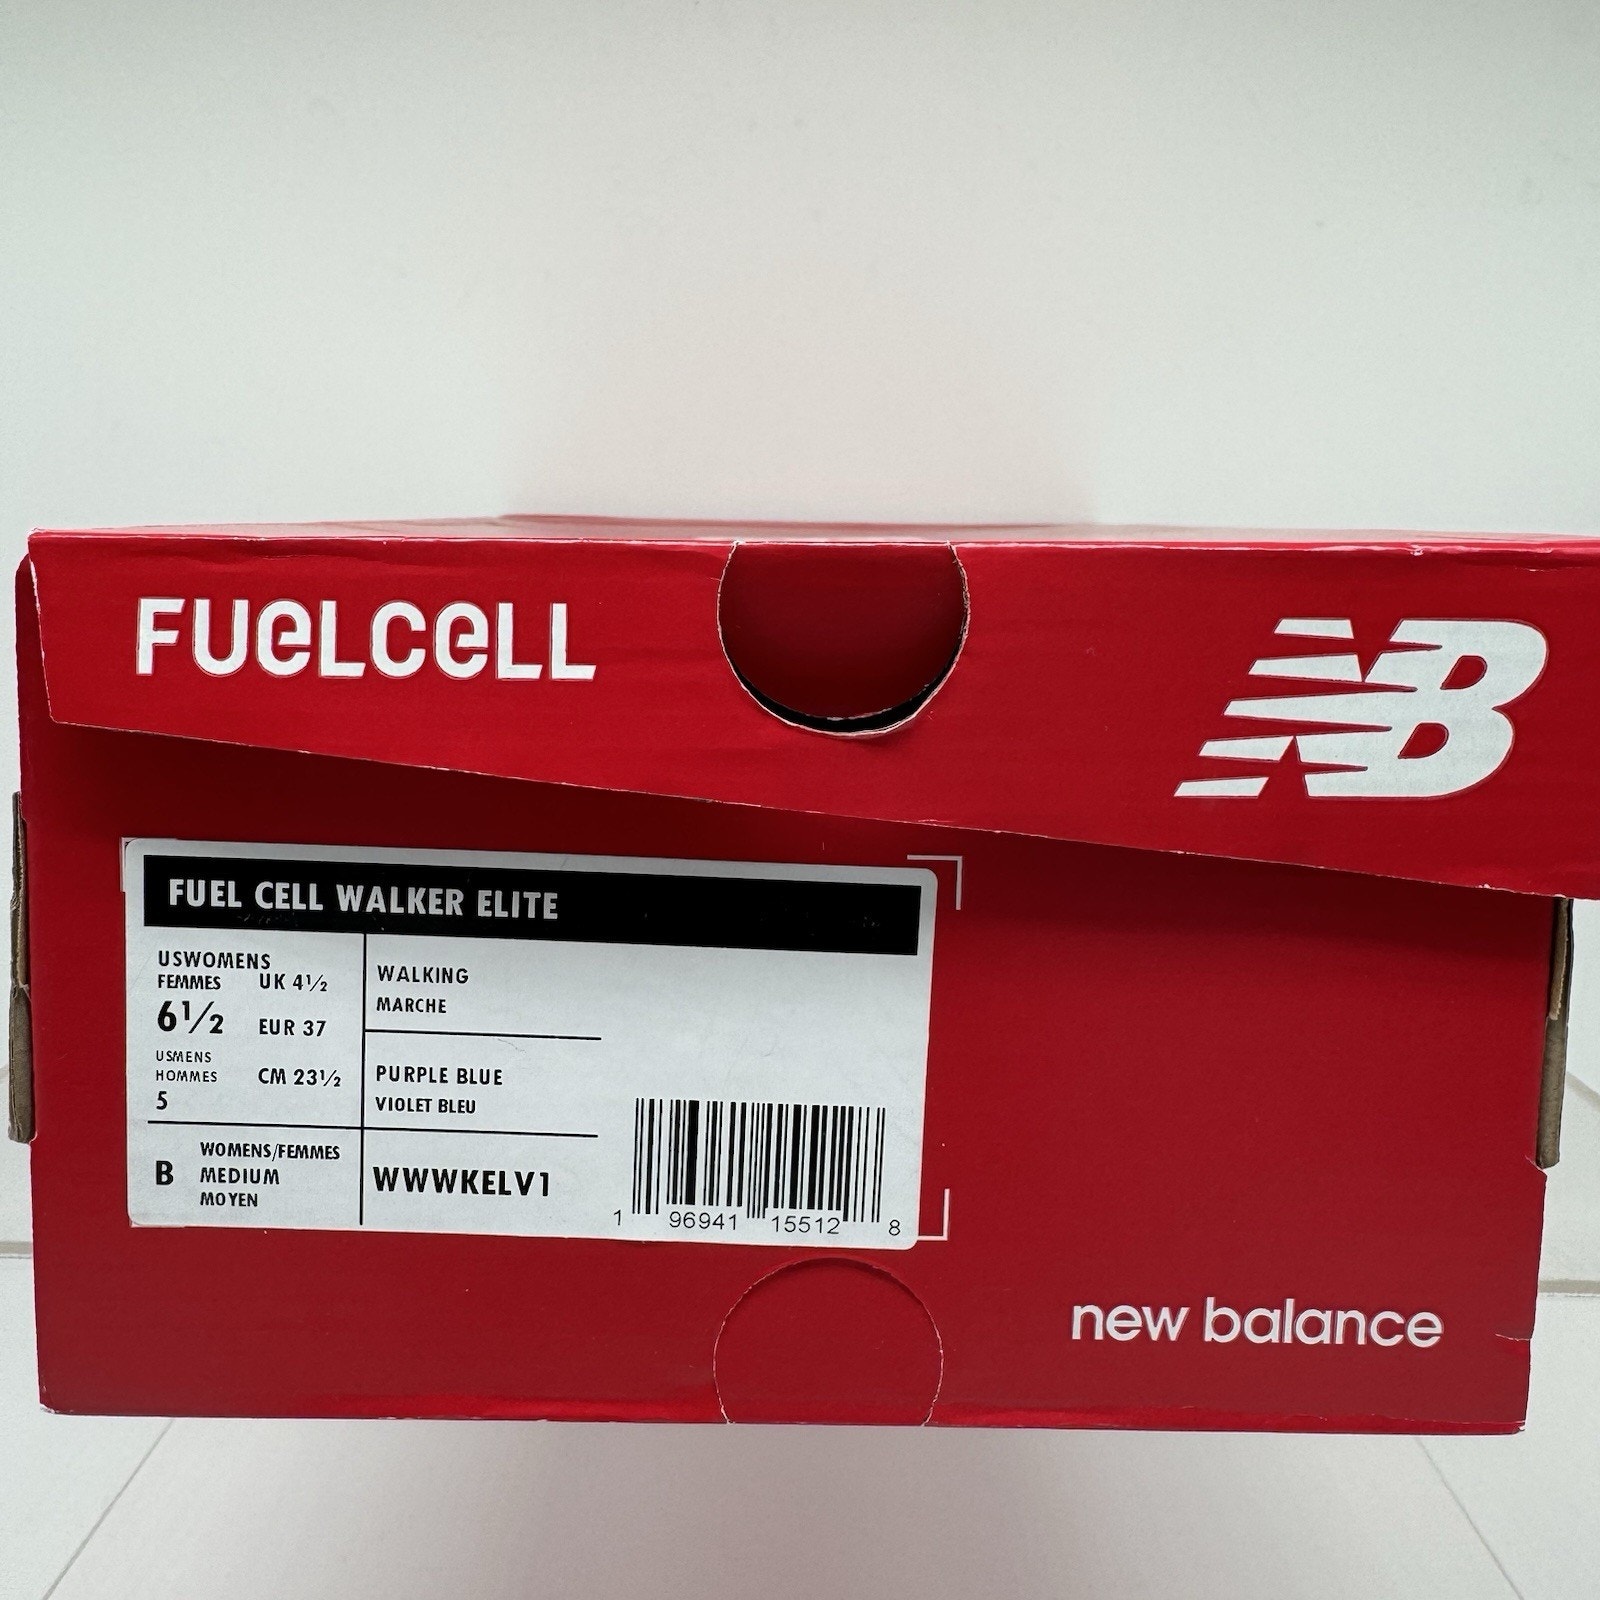 FUELCELL
NB
FUEL CELL WALKER ELITE
USWOMENS
FEMMES
6½
UK 4½
EUR 37
USMENS
HOMMES
5
CM 23½
WALKING
MARCHE
PURPLE BLUE
VIOLET BLEU
B
WOMENS/FEMMES
MEDIUM
MOYEN
WWWKELV1
1 96941 15512 8
new balance